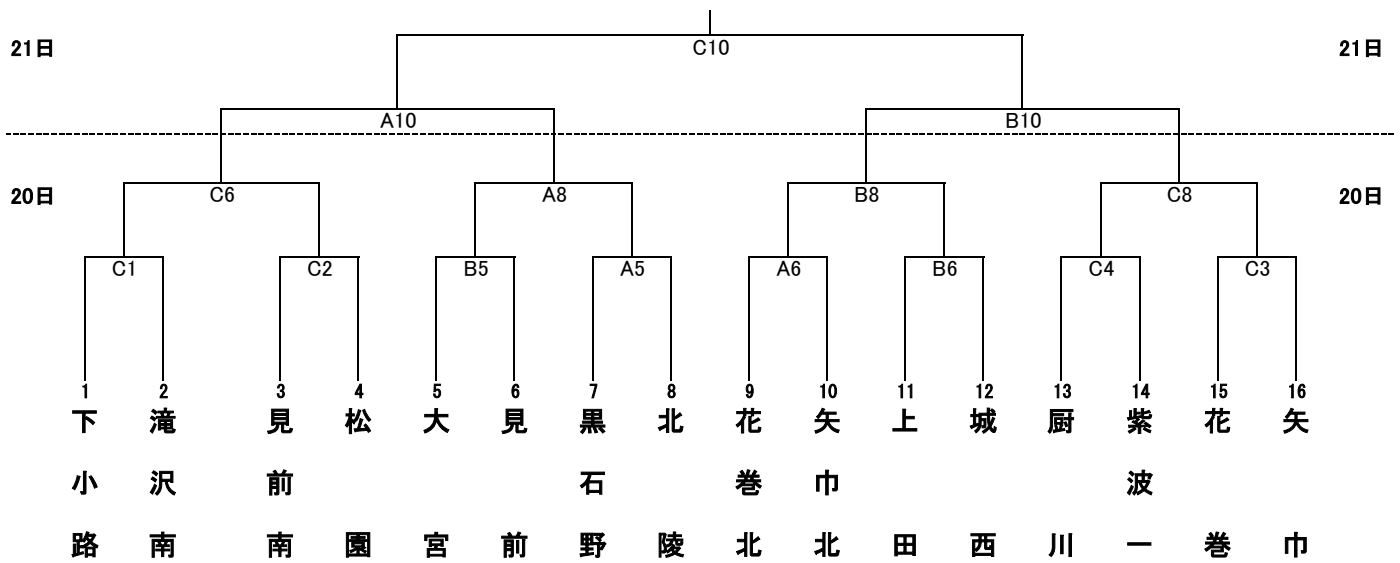 C10
21日
21日
A10
B10
20日
C6
A8
B8
C8
20日
C1
C2
B5
A5
A6
B6
C4
C3
1
2
3
4
5
6
7
8
9
10
11
12
13
14
15
16
下小路
滝沢南
見前南
松園
大宮
見前
黒石野
北陵
花巻北
矢巾北
上田
城西
厨川
紫波一
花巻
矢巾